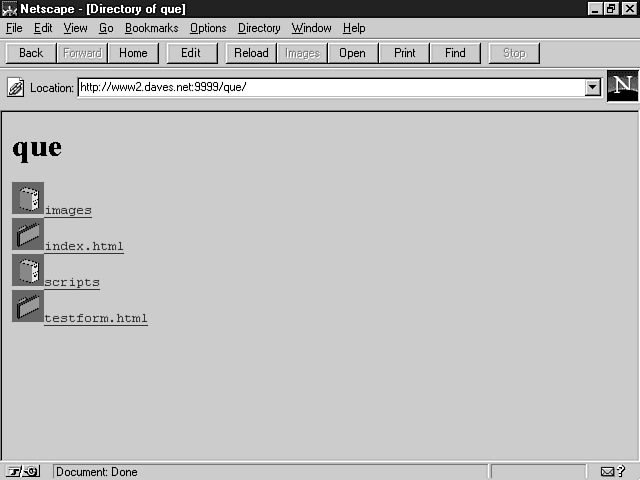 Netscape - [Directory of que]
File Edit View Go Bookmarks Options Directory Window Help
Back Forward Home Edit Reload Images Open Print Find Stop
Location: http://www2.daves.net:9999/que/
N
que
images
index.html
scripts
testform.html
Document: Done
?